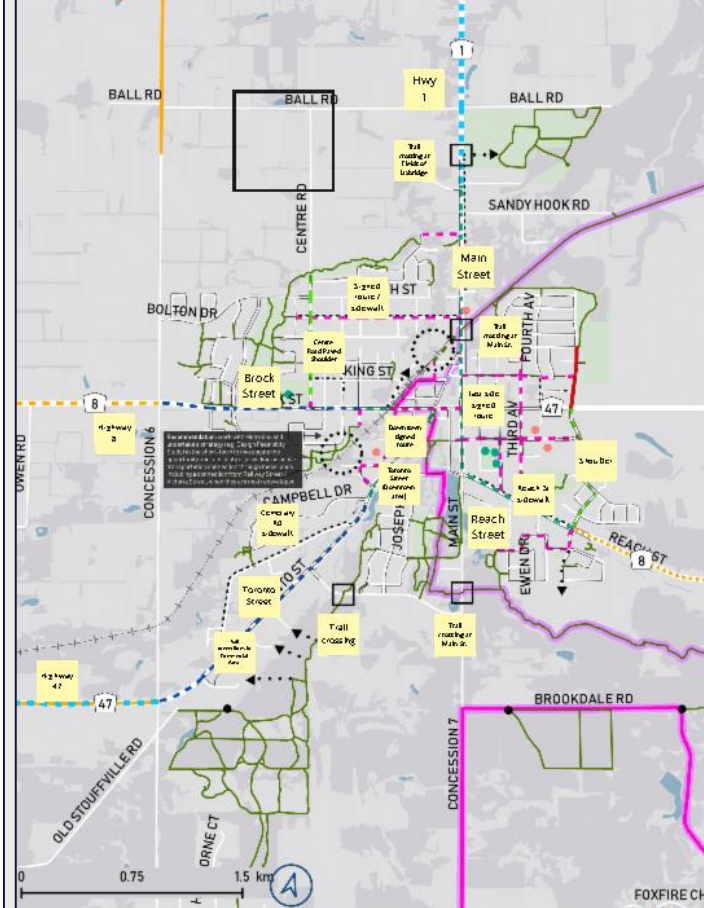 1
Hwy
1
BALL RD
BALL RD
BALL RD
Trail
crossing at
Fields of
Uxbridge
CENTRE RD
SANDY HOOK RD
Main
Street
Signed
route /
sidewalk
H ST
BOLTON DR
FOURTH AV
Trail
crossing at
Main St.
Centre
Road Paved
Shoulder
KING ST
Brock
Street
ST
8
Highway
8
OWEN RD
CONCESSION 6
East side
signed
route
THIRD AV
47
Downtown
signed
route
Shoulder
Toronto
Street
(Downtown
area)
Reach St
sidewalk
CAMPBELL DR
Cemetery
Rd
sidewalk
JOSEPH
MAIN ST
Reach
Street
EWEN DR
REACH ST
8
TO ST
Toronto
Street
Trail
crossing
Trail
crossing at
Main St.
Highway
47
47
BROOKDALE RD
OLD STOUFFVILLE RD
CONCESSION 7
ORNE CT
0
0.75
1.5 km
FOXFIRE CH